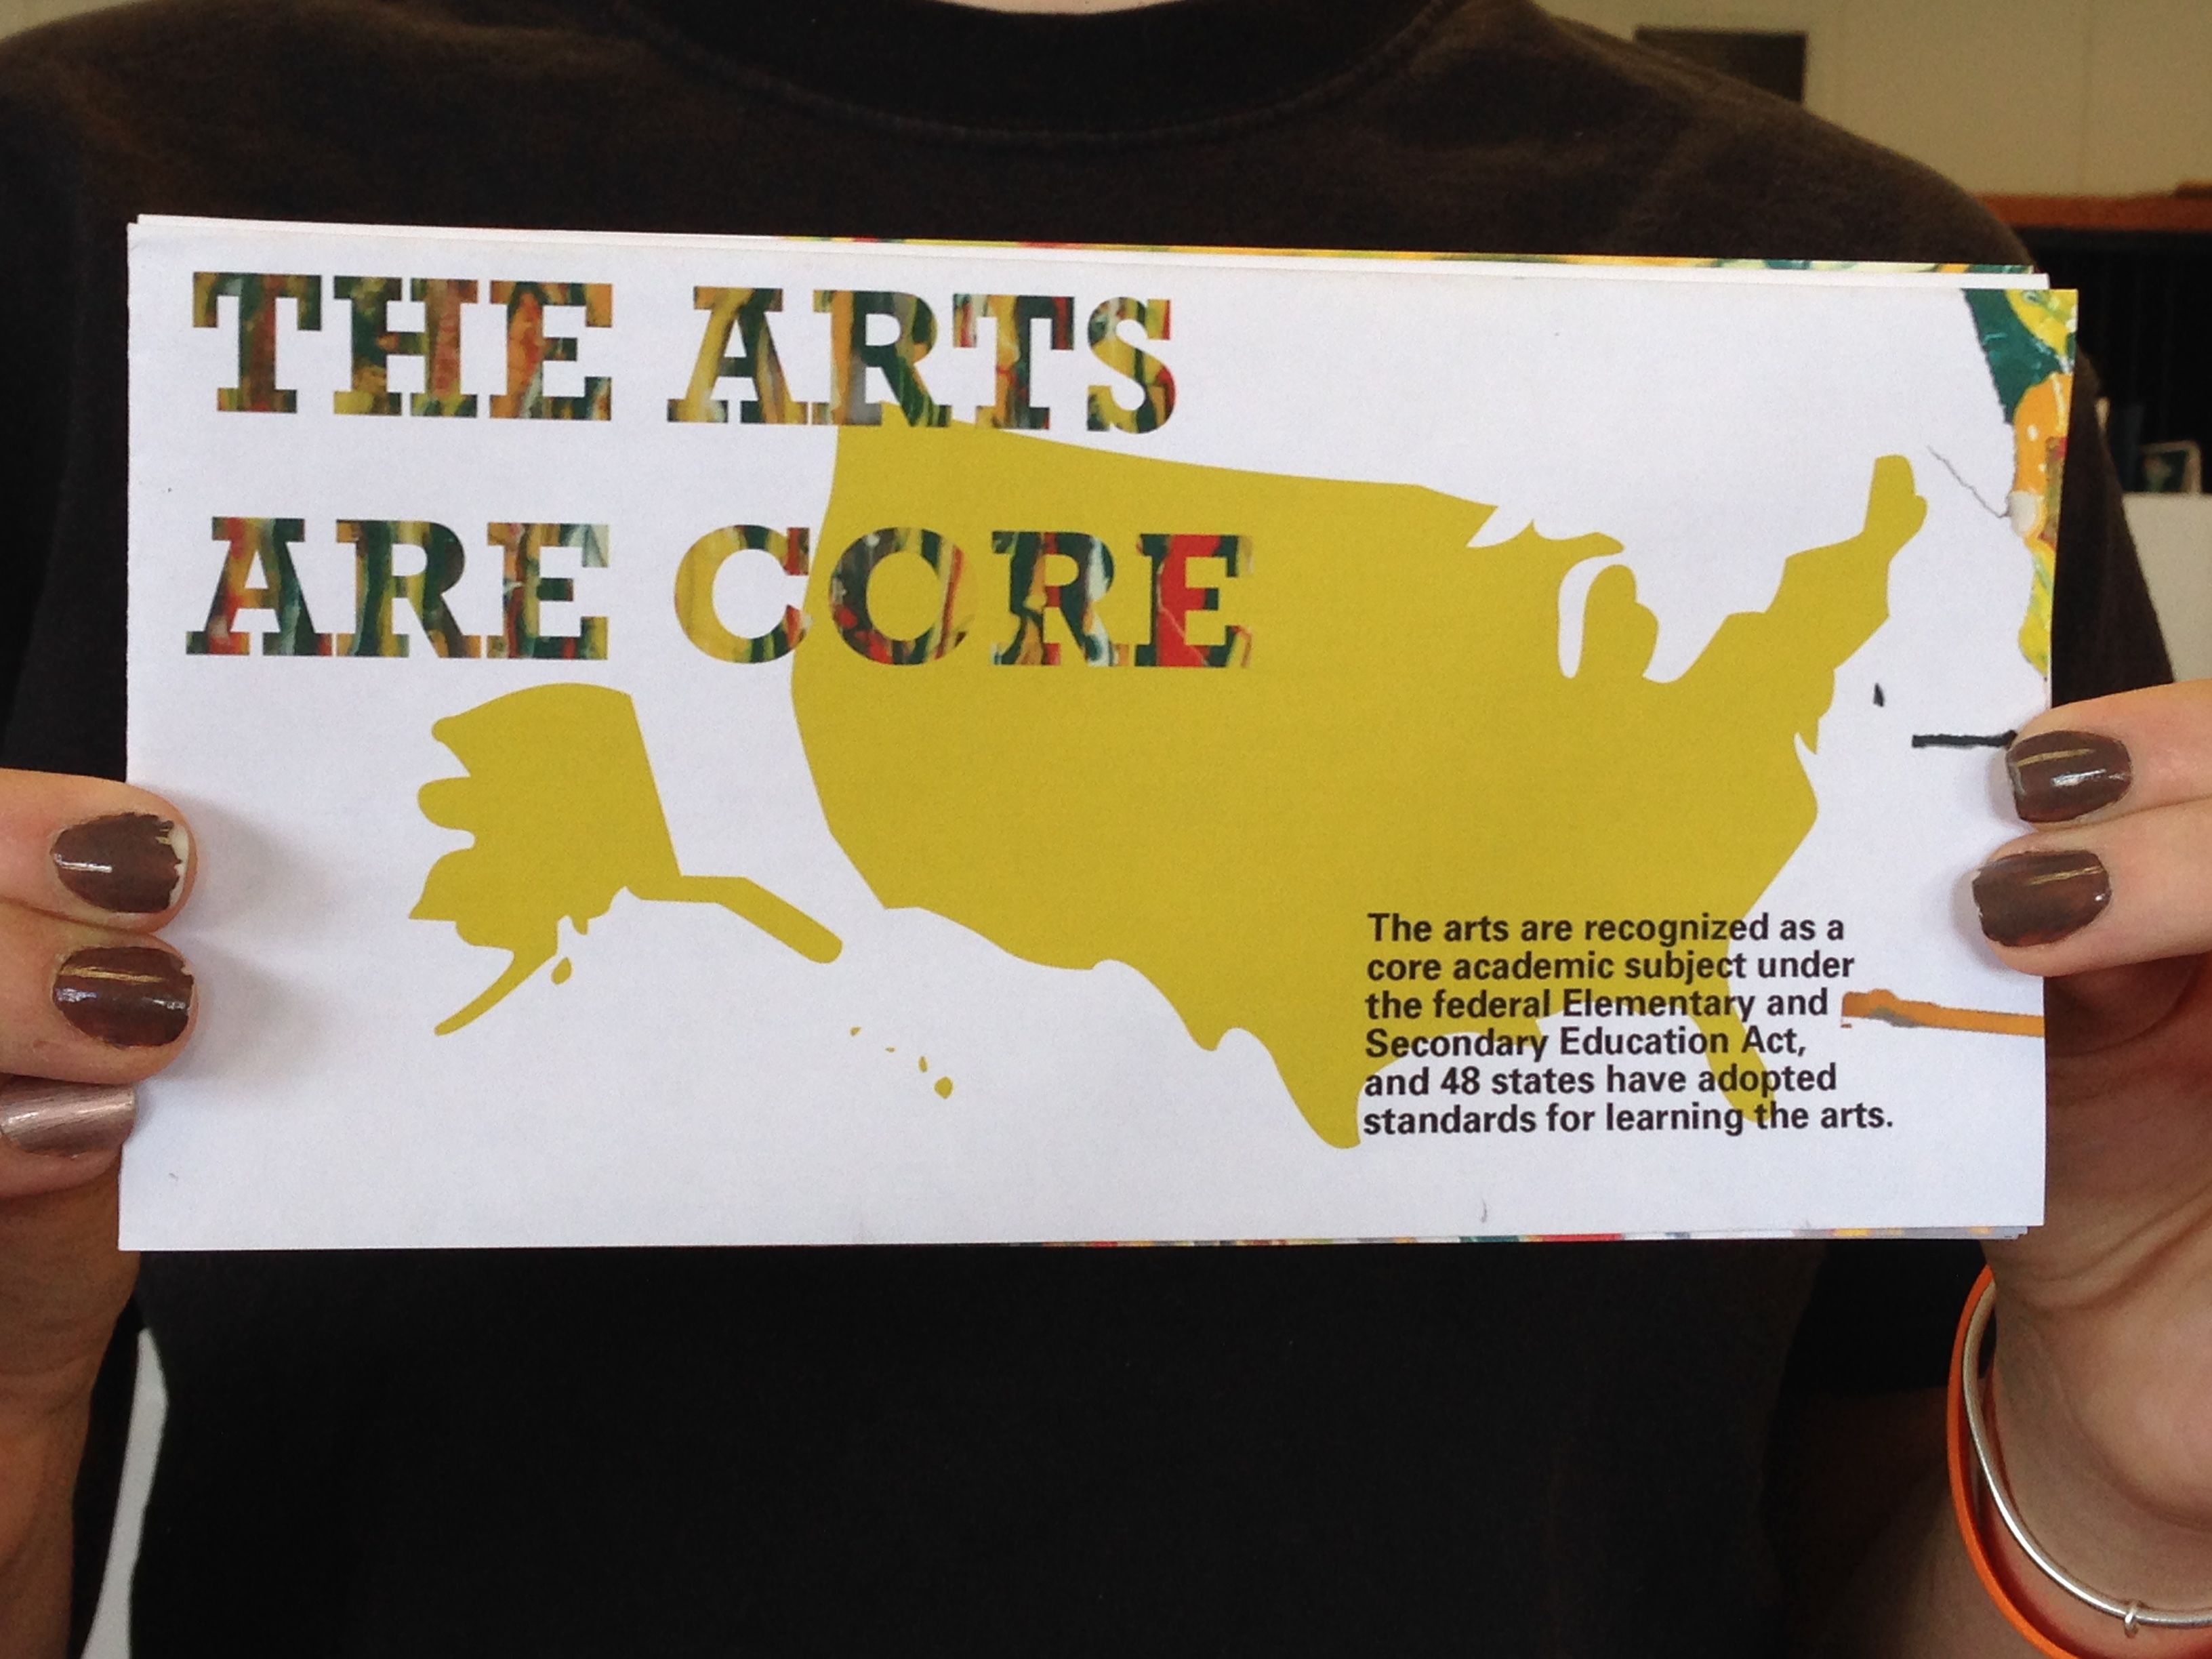 THE ARTS
ARE CORE
The arts are recognized as a
core academic subject under
the federal Elementary and
Secondary Education Act,
and 48 states have adopted
standards for learning the arts.